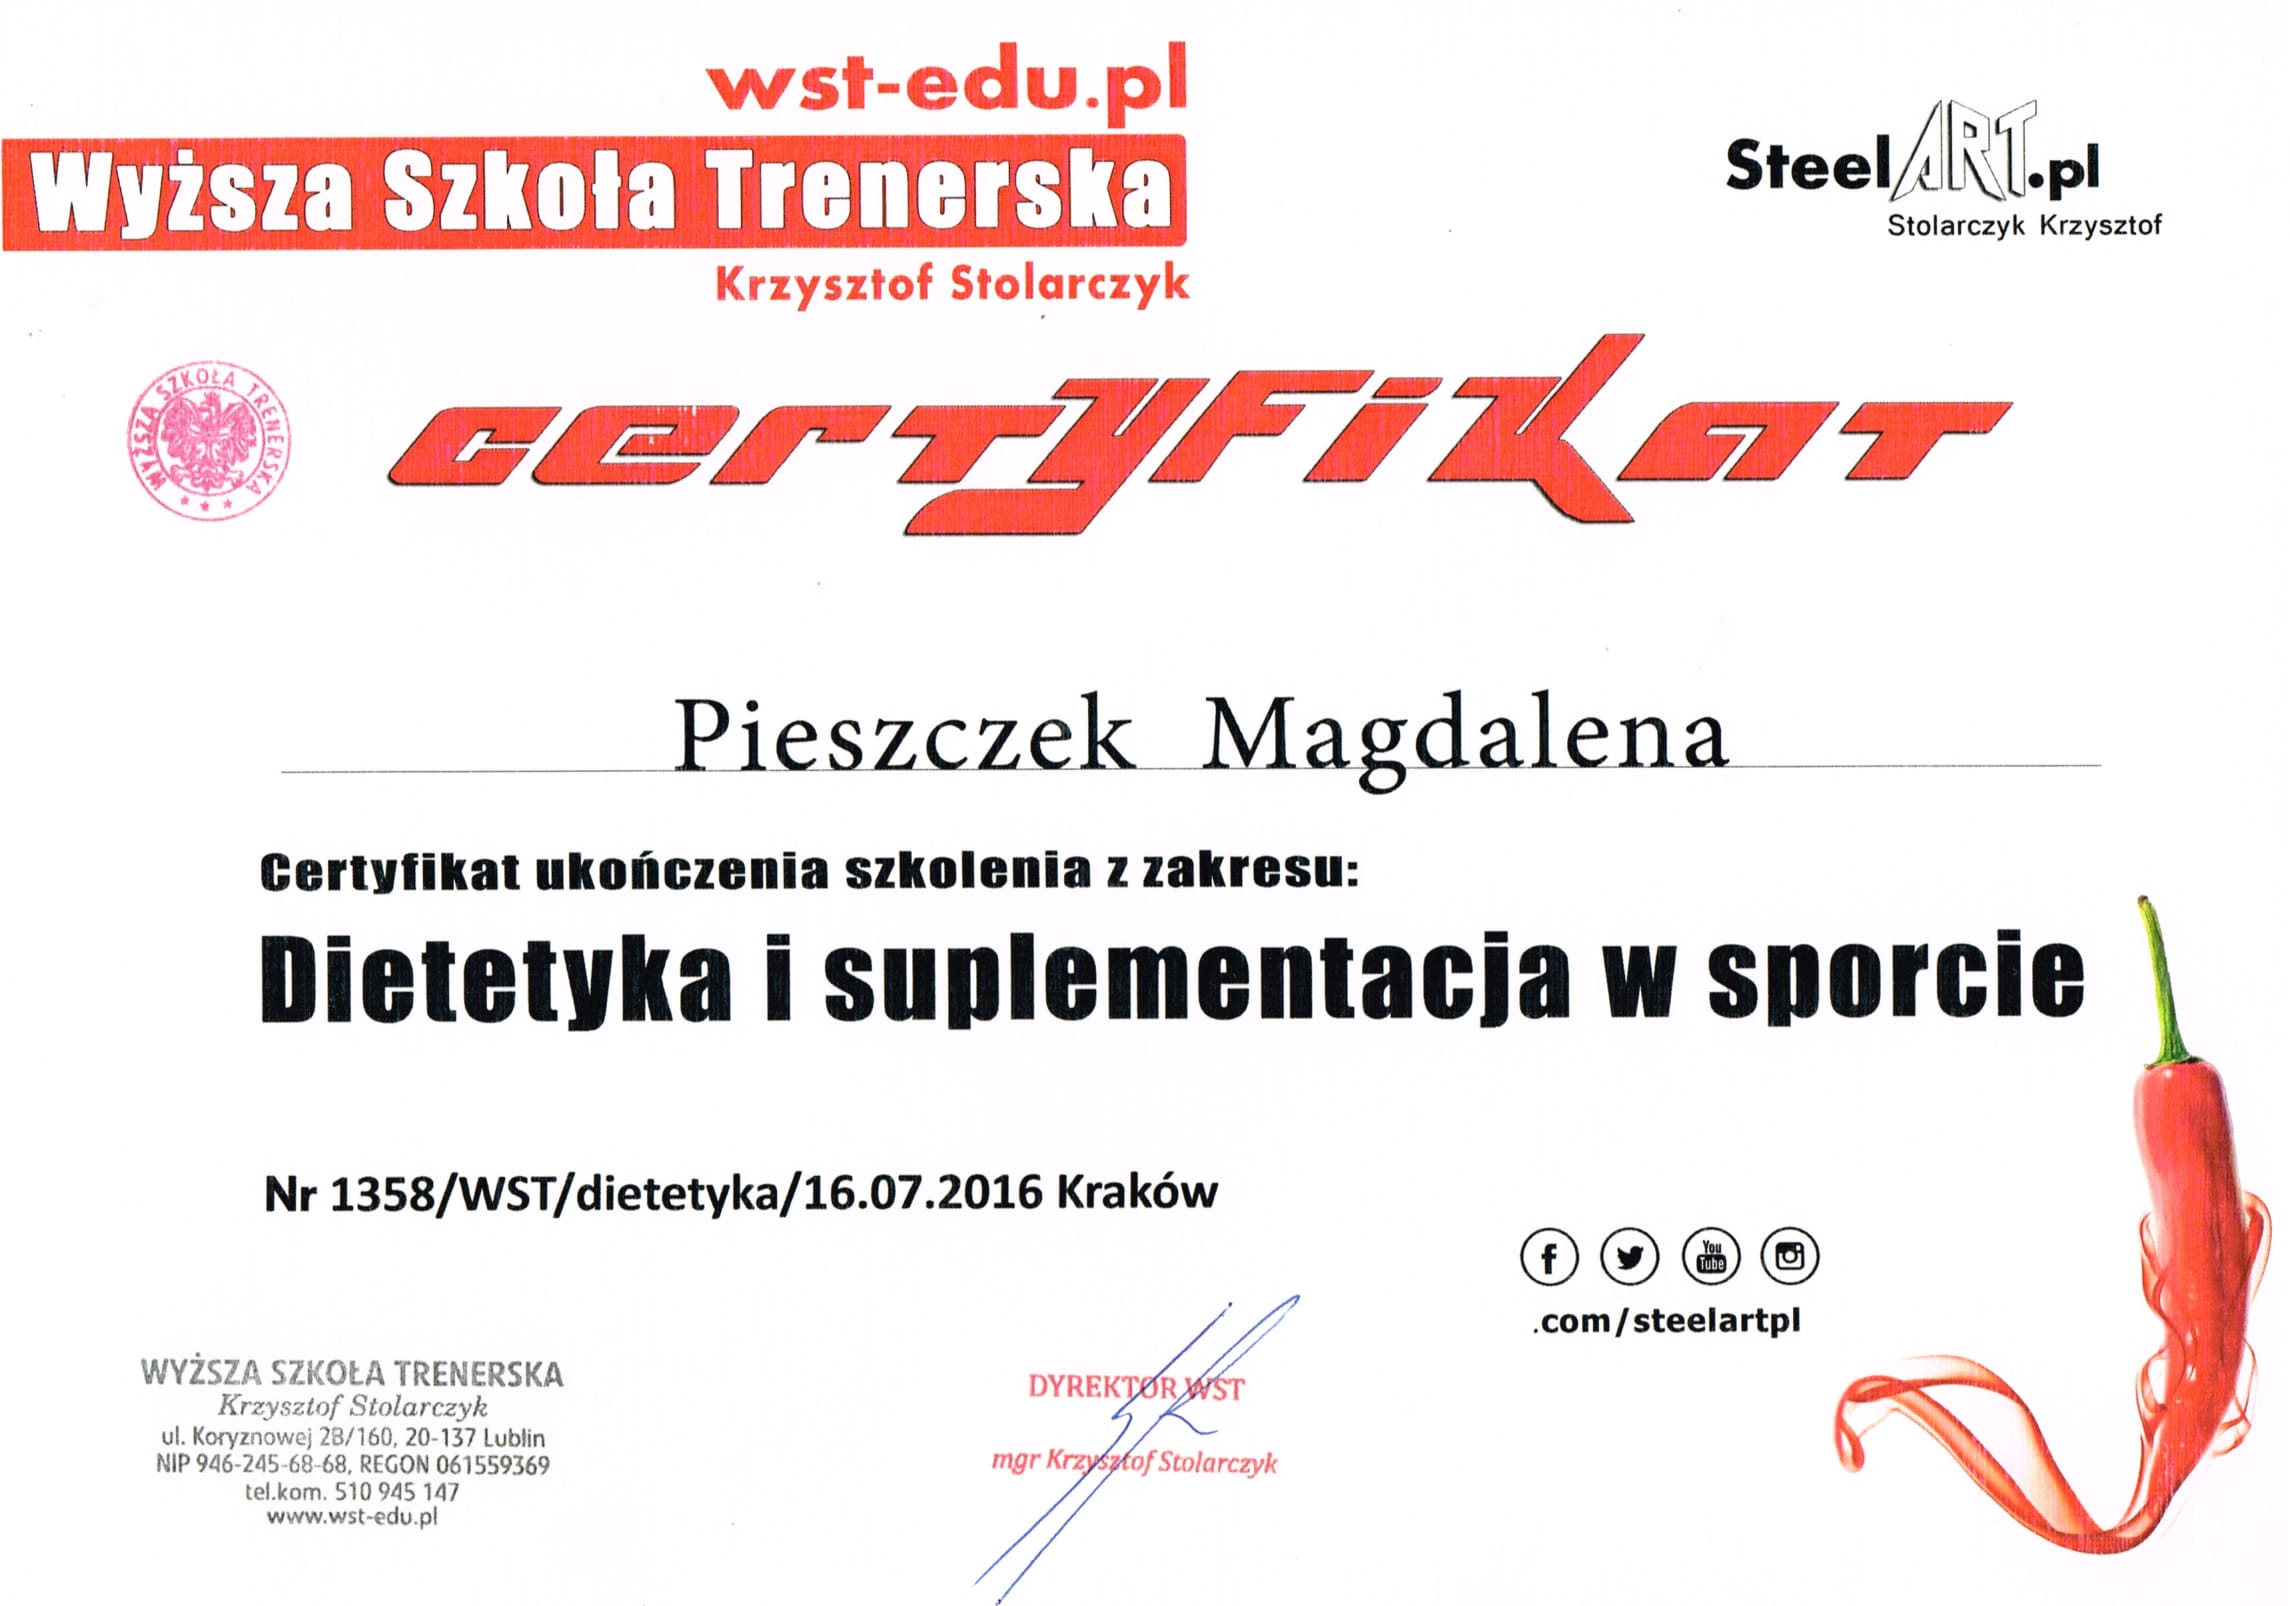 wst-edu.pl
Wyższa Szkoła Trenerska
Krzysztof Stolarczyk
SteelART.pl
Stolarczyk Krzysztof
WYŻSZA SZKOŁA TRENERSKA
certyfikat
Pieszczek Magdalena
Certyfikat ukończenia szkolenia z zakresu:
Dietetyka i suplementacja w sporcie
Nr 1358/WST/dietetyka/16.07.2016 Kraków
You Tube
.com/steelartpl
WYŻSZA SZKOŁA TRENERSKA
Krzysztof Stolarczyk
ul. Koryznowej 2B/160, 20-137 Lublin
NIP 946-245-68-68, REGON 061559369
tel.kom. 510 945 147
www.wst-edu.pl
DYREKTOR WST
mgr Krzysztof Stolarczyk